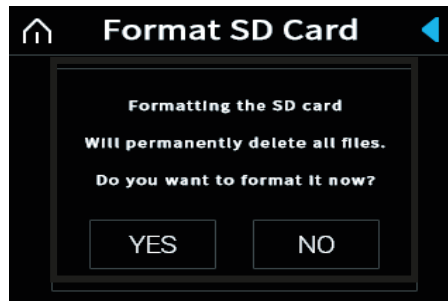 Format SD Card
Formatting the SD card
Will permanently delete all files.
Do you want to format it now?
YES
NO